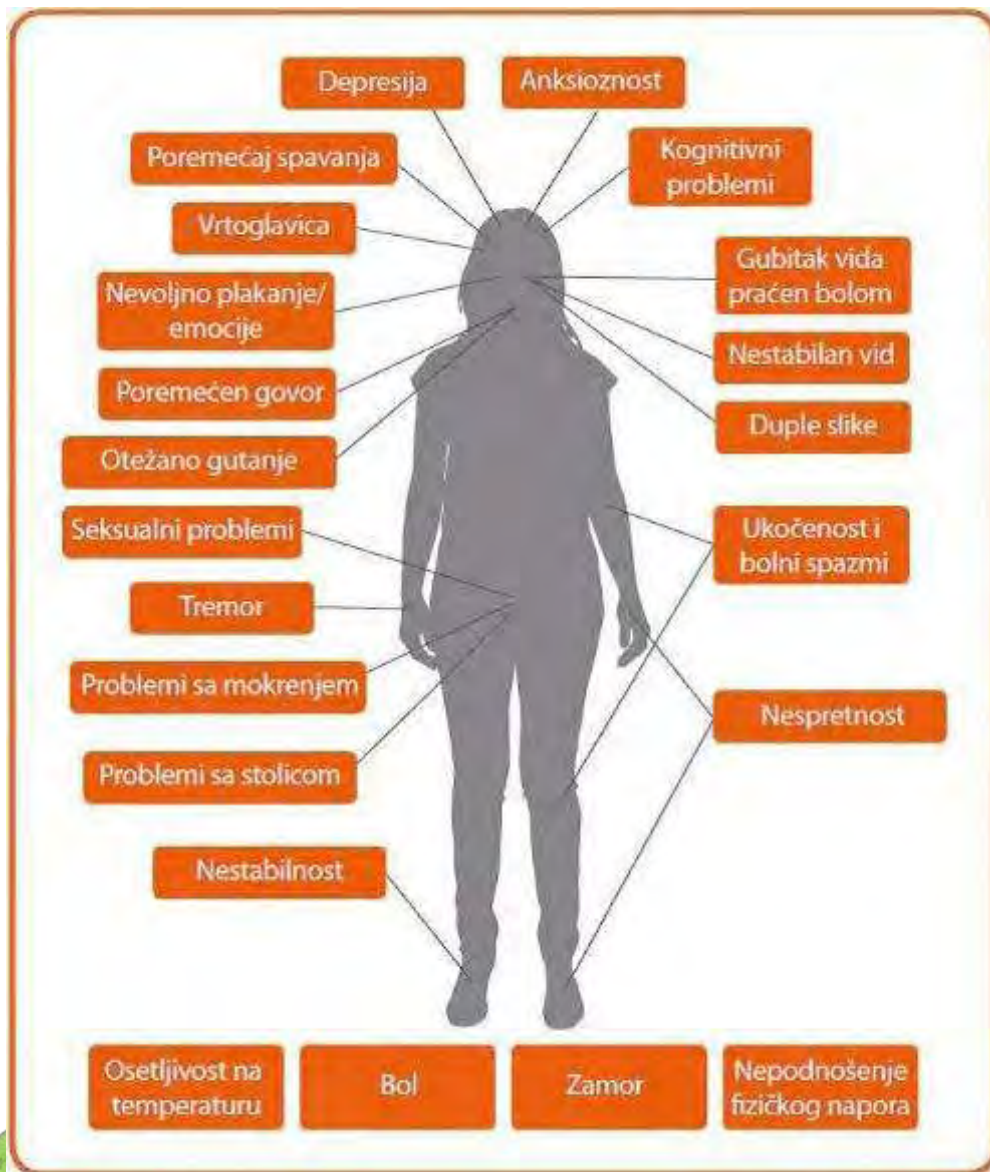 Depresija
Anksioznost
Poremećaj spavanja
Kognitivni
problemi
Vrtoglavica
Gubitak vida
praćen bolom
Nevoljno plakanje/
emocije
Nestabilan vid
Poremećen govor
Duple slike
Otežano gutanje
Seksualni problemi
Ukočenost i
bolni spazmi
Tremor
Problemi sa mokrenjem
Nespretnost
Problemi sa stolicom
Nestabilnost
Osetljivost na
temperaturu
Bol
Zamor
Nepodnošenje
fizičkog napora